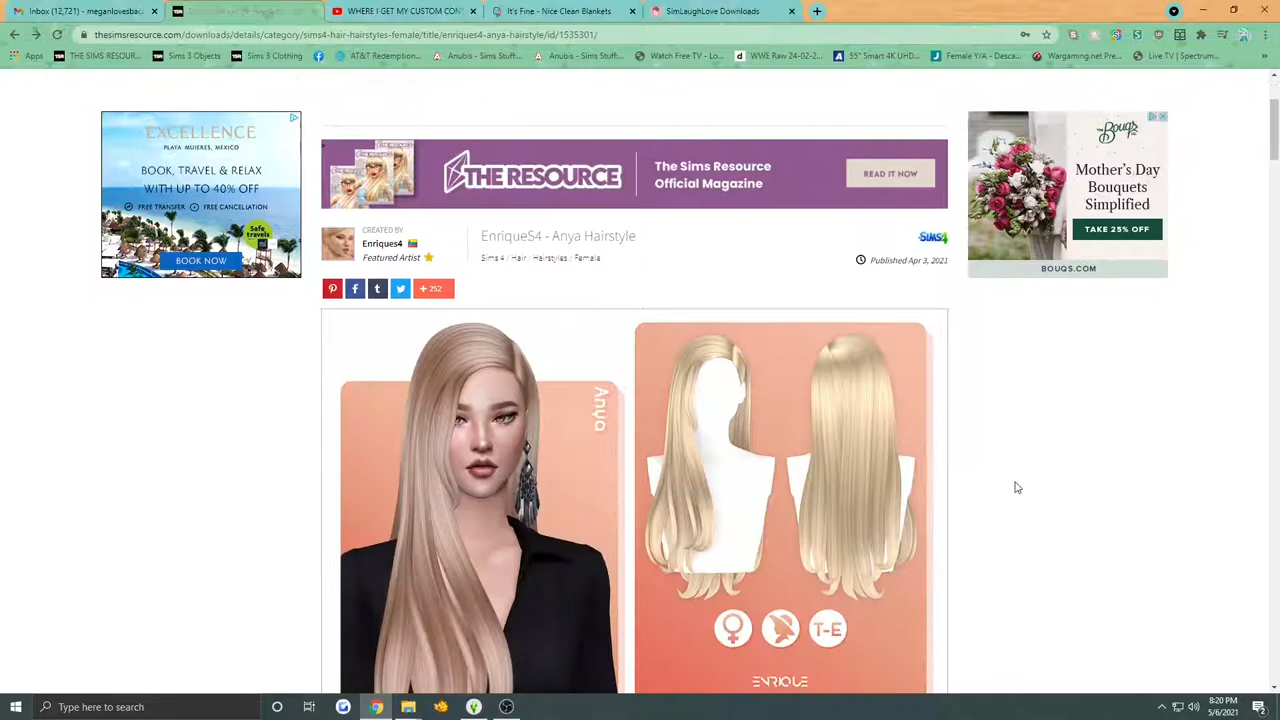 Inbox (12,721) - meganlovesbac
WHERE I GET MY CUSTOM CONT
It's Fine - Nice Clean Blankets
SimLaughLove Downloads
thesimsresource.com/downloads/details/category/sims4-hair-hairstyles-female/title/enriques4-anya-hairstyle/id/1535301/
Apps
THE SIMS RESOUR...
Sims 3 Objects
Sims 3 Clothing
AT&T Redemption...
Anubis - Sims Stuff:...
Anubis - Sims Stuff:...
Watch Free TV - Lo...
WWE Raw 24-02-2...
55" Smart 4K UHD...
Female Y/A - Desca...
Wargaming.net Pre...
Live TV | Spectrum...
EXCELLENCE
PLAYA MUJERES, MEXICO
BOOK, TRAVEL & RELAX
WITH UP TO 40% OFF
FREE TRANSFER
FREE CANCELLATION
Safe
travels
BOOK NOW
THE RESOURCE
The Sims Resource
Official Magazine
READ IT NOW
THE BOUQS CO.
Mother's Day
Bouquets
Simplified
TAKE 25% OFF
BOUQS.COM
CREATED BY
Enriques4
Featured Artist
EnriqueS4 - Anya Hairstyle
Sims 4 / Hair / Hairstyles / Female
SIMS4
Published Apr 3, 2021
+ 252
Anya
T-E
ENRIQUE
Type here to search
8:20 PM
5/6/2021
2